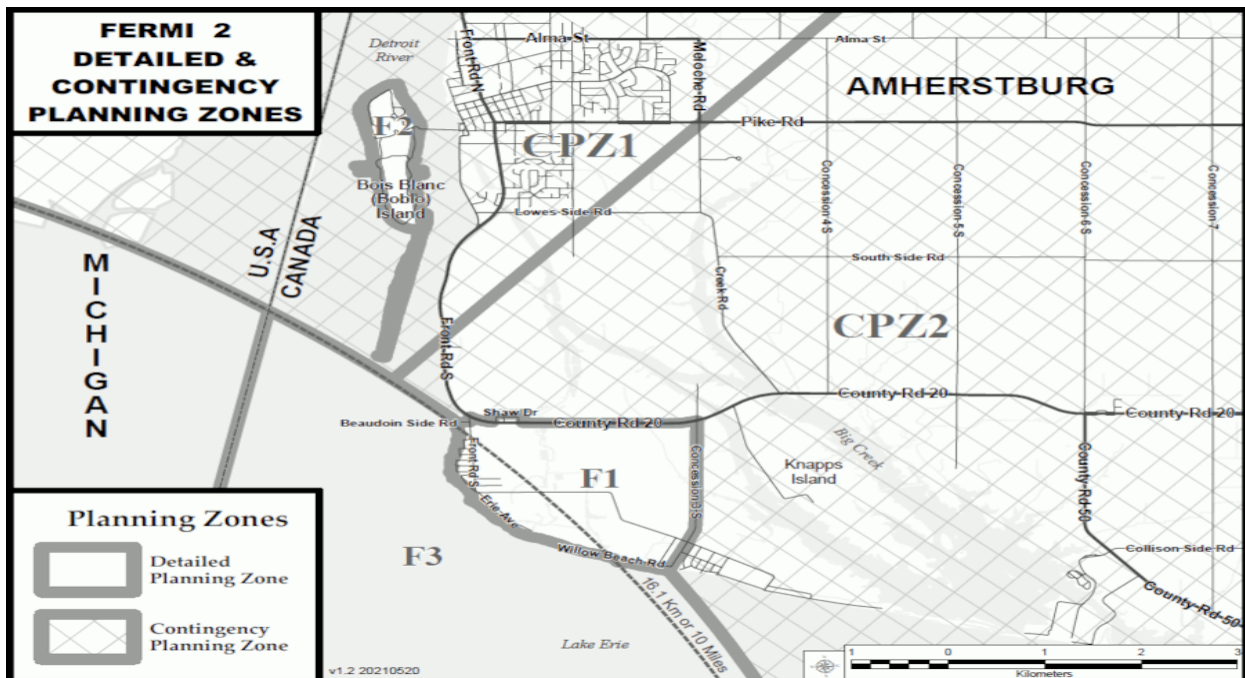 FERMI 2
DETAILED &
CONTINGENCY
PLANNING ZONES
Detroit
River
Front Rd N
Alma St
Meloche Rd
Alma St
AMHERSTBURG
F2
CPZ1
Pike Rd
Bois Blanc
(Boblo)
Island
Lowes Side Rd
Concession 4 S
Concession 5 S
Concession 6 S
Concession 7
MICHIGAN
U.S.A
CANADA
South Side Rd
Creek Rd
CPZ2
Front Rd S
County Rd 20
Shaw Dr
Beaudoin Side Rd
County Rd 20
County Rd 20
Big Creek
Front Rd S
F1
Concession 3 S
Knapps
Island
County Rd 50
Erie Ave
F3
Willow Beach Rd
Collison Side Rd
16.1 Km or 10 Miles
County Rd 50
Lake Erie
Planning Zones
Detailed
Planning Zone
Contingency
Planning Zone
v1.2 20210520
1 0 1 2 3
Kilometers